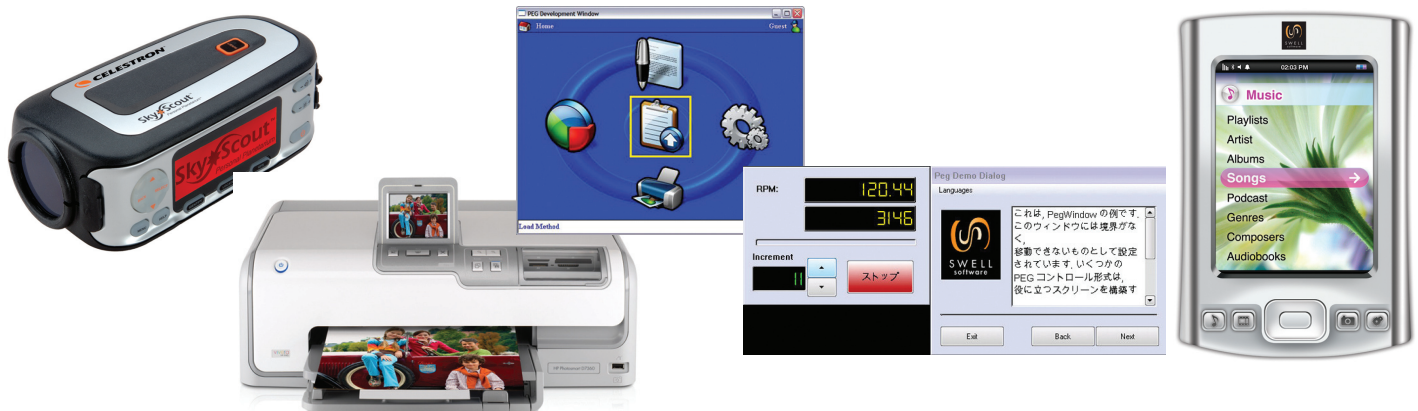 CELESTRON
SkyScout
Personal Planetarium
SkyScout
Personal Planetarium
PEG Development Window
Home
Guest
Load Method
RPM:
120.44
3146
Increment
11
ストップ
Peg Demo Dialog
Languages
SWELL
software
これは, PegWindow の例です.
このウィンドウには境界がな
く,
移動できないものとして設定
されています. いくつかの
PEG コントロール形式は,
役に立つスクリーンを構築す
Exit
Back
Next
SWELL
02:03 PM
Music
Playlists
Artist
Albums
Songs
Podcast
Genres
Composers
Audiobooks